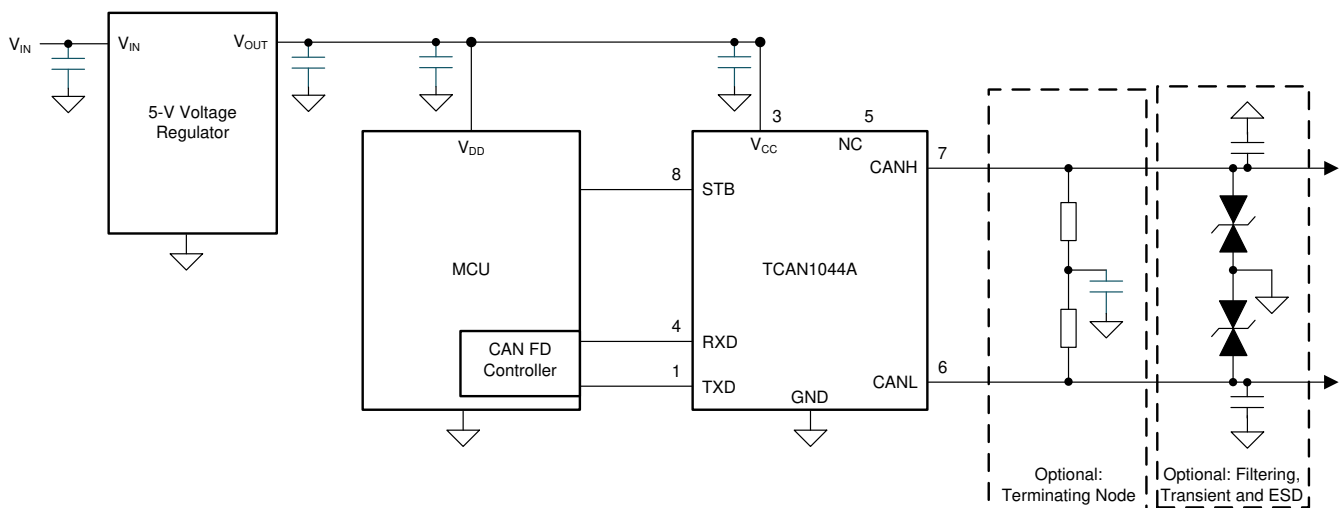 VIN
VIN
VOUT
5-V Voltage
Regulator
3
5
VDD
VCC
NC
7
CANH
8
STB
MCU
TCAN1044A
4
RXD
CAN FD
Controller
1
TXD
6
CANL
GND
Optional:
Terminating Node
Optional: Filtering,
Transient and ESD